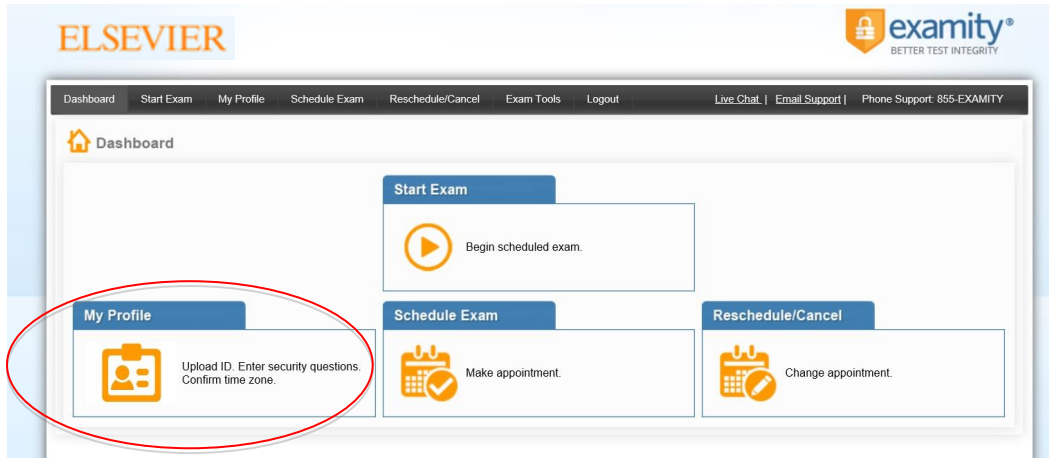 ELSEVIER
examity®
BETTER TEST INTEGRITY
Dashboard Start Exam My Profile Schedule Exam Reschedule/Cancel Exam Tools Logout Live Chat | Email Support | Phone Support: 855-EXAMITY
Dashboard
Start Exam
Begin scheduled exam.
My Profile
Upload ID. Enter security questions.
Confirm time zone.
Schedule Exam
Make appointment.
Reschedule/Cancel
Change appointment.